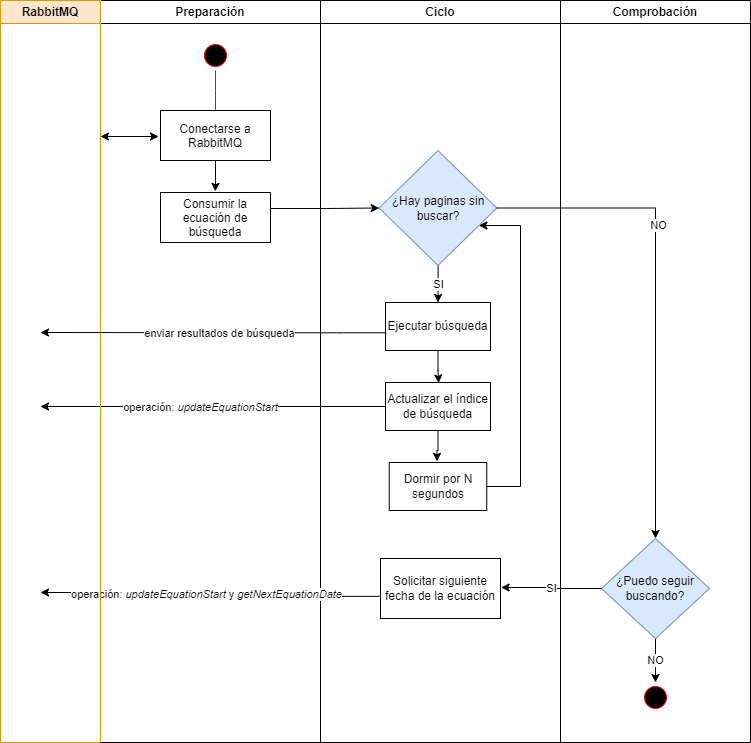 RabbitMQ
Preparación
Ciclo
Comprobación
Conectarse a
RabbitMQ
Consumir la
ecuación de
búsqueda
¿Hay paginas sin
buscar?
NO
SI
Ejecutar búsqueda
enviar resultados de búsqueda
Actualizar el índice
de búsqueda
operación: updateEquationStart
Dormir por N
segundos
¿Puedo seguir
buscando?
SI
Solicitar siguiente
fecha de la ecuación
operación: updateEquationStart y getNextEquationDate
NO